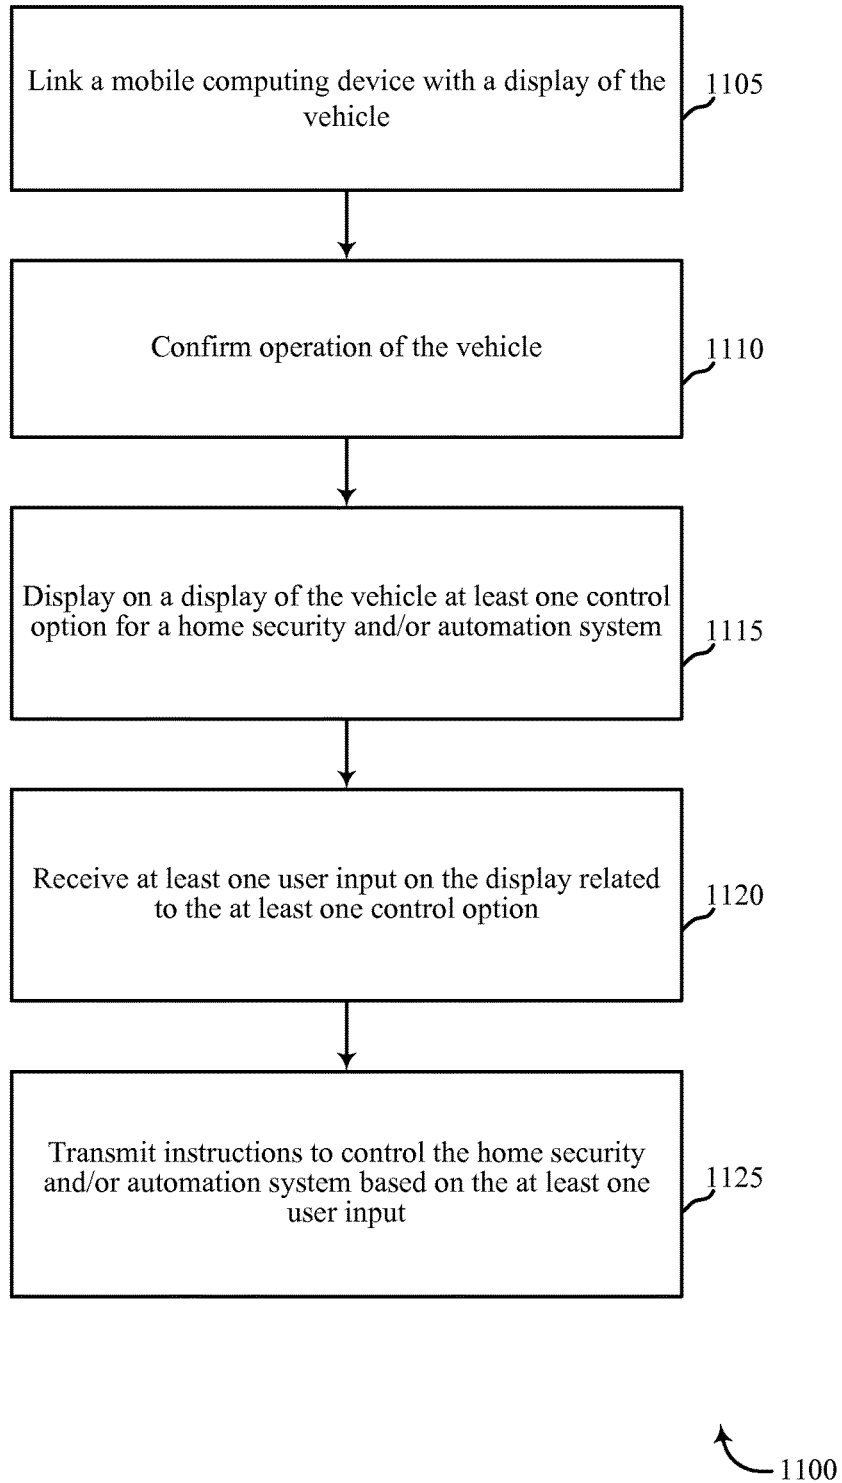 Link a mobile computing device with a display of the
vehicle
1105
Confirm operation of the vehicle
1110
Display on a display of the vehicle at least one control
option for a home security and/or automation system
1115
Receive at least one user input on the display related
to the at least one control option
1120
Transmit instructions to control the home security
and/or automation system based on the at least one
user input
1125
1100